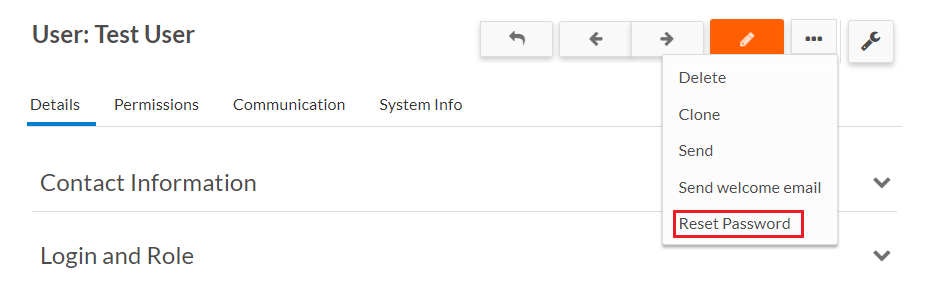 User: Test User
Delete
Clone
Send
Send welcome email
Reset Password
Details Permissions Communication System Info
Contact Information
Login and Role